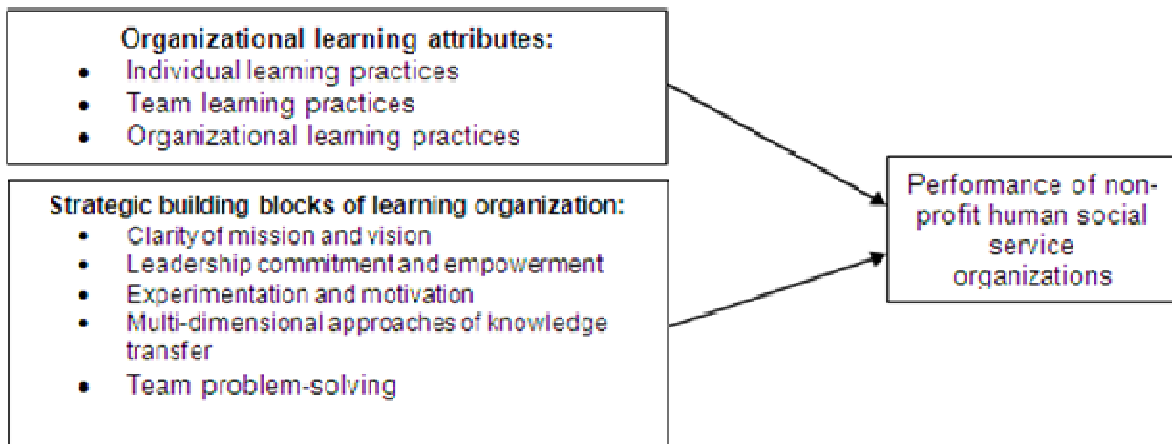 Organizational learning attributes:
• Individual learning practices
• Team learning practices
• Organizational learning practices
Strategic building blocks of learning organization:
• Clarity of mission and vision
• Leadership commitment and empowerment
• Experimentation and motivation
• Multi-dimensional approaches of knowledge
transfer
• Team problem-solving
Performance of non-
profit human social
service
organizations